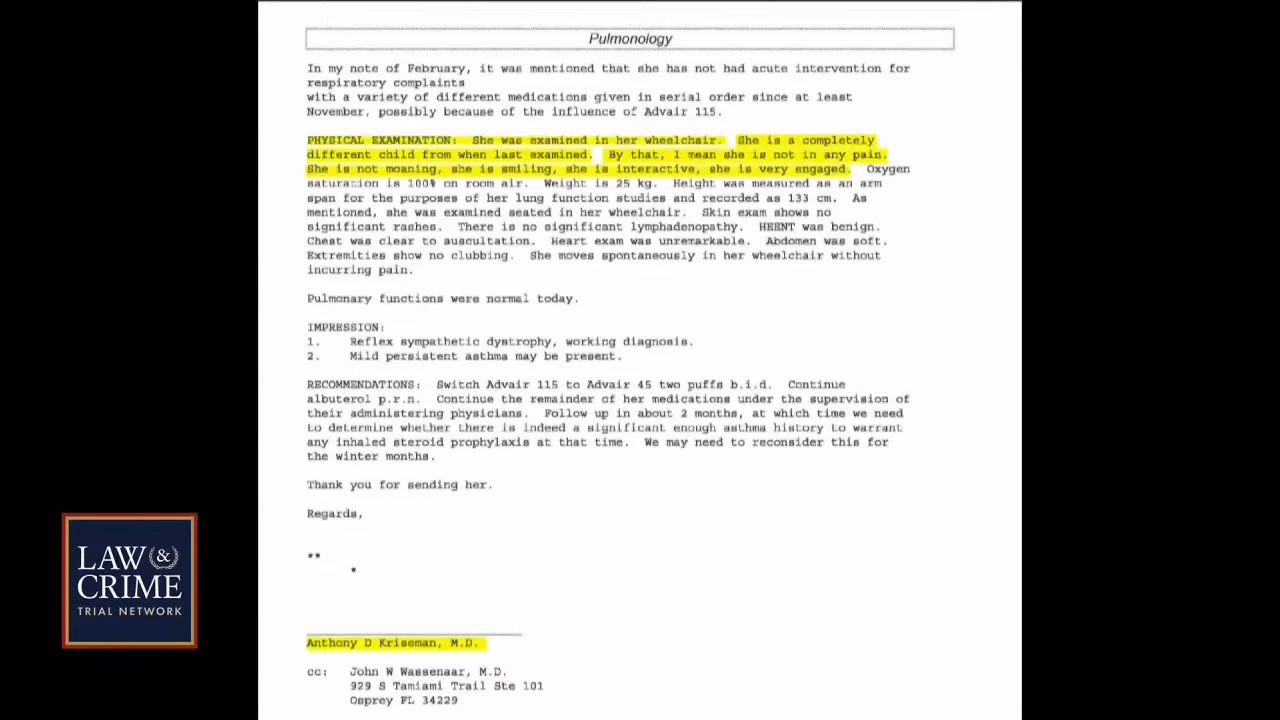 Pulmonology
In my note of February, it was mentioned that she has not had acute intervention for
respiratory complaints
with a variety of different medications given in serial order since at least
November, possibly because of the influence of Advair 115.
PHYSICAL EXAMINATION: She was examined in her wheelchair. She is a completely
different child from when last examined. By that, I mean she is not in any pain.
She is not moaning, she is smiling, she is interactive, she is very engaged. Oxygen
saturation is 100% on room air. Weight is 25 kg. Height was measured as an arm
span for the purposes of her lung function studies and recorded as 133 cm. As
mentioned, she was examined seated in her wheelchair. Skin exam shows no
significant rashes. There is no significant lymphadenopathy. HEENT was benign.
Chest was clear to auscultation. Heart exam was unremarkable. Abdomen was soft.
Extremities show no clubbing. She moves spontaneously in her wheelchair without
incurring pain.
Pulmonary functions were normal today.
IMPRESSION:
1. Reflex sympathetic dystrophy, working diagnosis.
2. Mild persistent asthma may be present.
RECOMMENDATIONS: Switch Advair 115 to Advair 45 two puffs b.i.d. Continue
albuterol p.r.n. Continue the remainder of her medications under the supervision of
their administering physicians. Follow up in about 2 months, at which time we need
to determine whether there is indeed a significant enough asthma history to warrant
any inhaled steroid prophylaxis at that time. We may need to reconsider this for
the winter months.
Thank you for sending her.
Regards,
**
*
Anthony D Kriseman, M.D.
cc: John W Wassenaar, M.D.
929 S Tamiami Trail Ste 101
Osprey FL 34229
LAW &
CRIME
TRIAL NETWORK